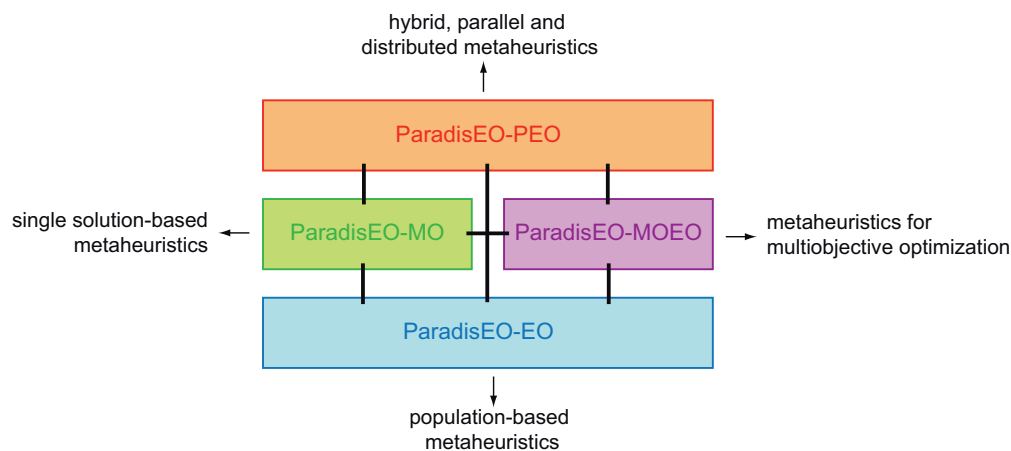 hybrid, parallel and
distributed metaheuristics
ParadisEO-PEO
single solution-based
metaheuristics
ParadisEO-MO
ParadisEO-MOEO
metaheuristics for
multiobjective optimization
ParadisEO-EO
population-based
metaheuristics